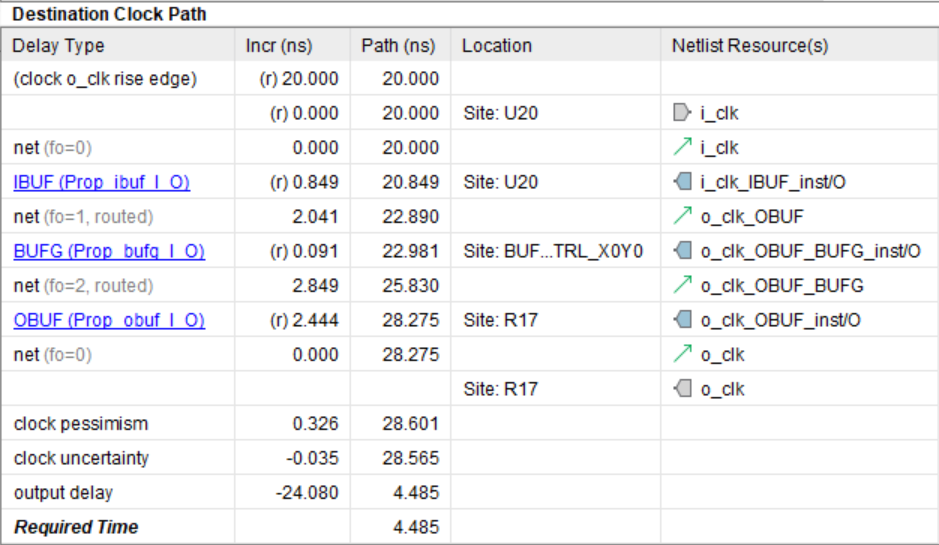 Destination Clock Path
Delay Type Incr (ns) Path (ns) Location Netlist Resource(s)
(clock o_clk rise edge) (r) 20.000 20.000
(r) 0.000 20.000 Site: U20 i_clk
net (fo=0) 0.000 20.000 i_clk
IBUF (Prop_ibuf_I_O) (r) 0.849 20.849 Site: U20 i_clk_IBUF_inst/O
net (fo=1, routed) 2.041 22.890 o_clk_OBUF
BUFG (Prop_bufg_I_O) (r) 0.091 22.981 Site: BUF...TRL_X0Y0 o_clk_OBUF_BUFG_inst/O
net (fo=2, routed) 2.849 25.830 o_clk_OBUF_BUFG
OBUF (Prop_obuf_I_O) (r) 2.444 28.275 Site: R17 o_clk_OBUF_inst/O
net (fo=0) 0.000 28.275 o_clk
Site: R17 o_clk
clock pessimism 0.326 28.601
clock uncertainty -0.035 28.565
output delay -24.080 4.485
Required Time 4.485